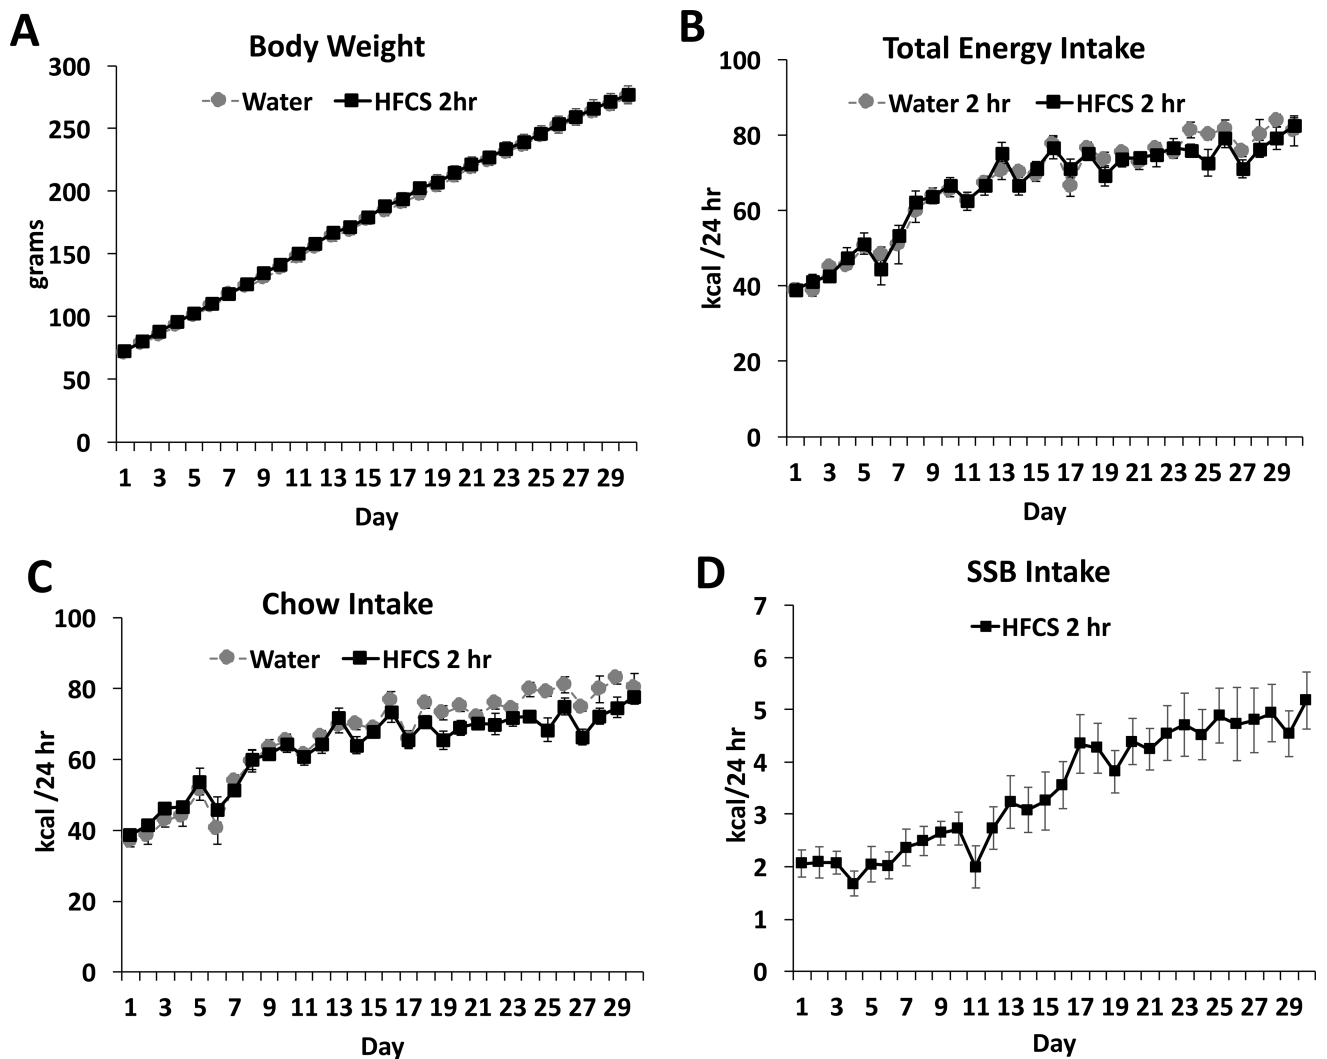 A
Body Weight
Water
HFCS 2hr
300
250
200
150
100
50
0
grams
1 3 5 7 9 11 13 15 17 19 21 23 25 27 29
Day
B
Total Energy Intake
Water 2 hr
HFCS 2 hr
100
80
60
40
20
0
kcal /24 hr
1 3 5 7 9 11 13 15 17 19 21 23 25 27 29
Day
C
Chow Intake
Water
HFCS 2 hr
100
80
60
40
20
0
kcal /24 hr
1 3 5 7 9 11 13 15 17 19 21 23 25 27 29
Day
D
SSB Intake
HFCS 2 hr
7
6
5
4
3
2
1
0
kcal/24 hr
1 3 5 7 9 11 13 15 17 19 21 23 25 27 29
Day